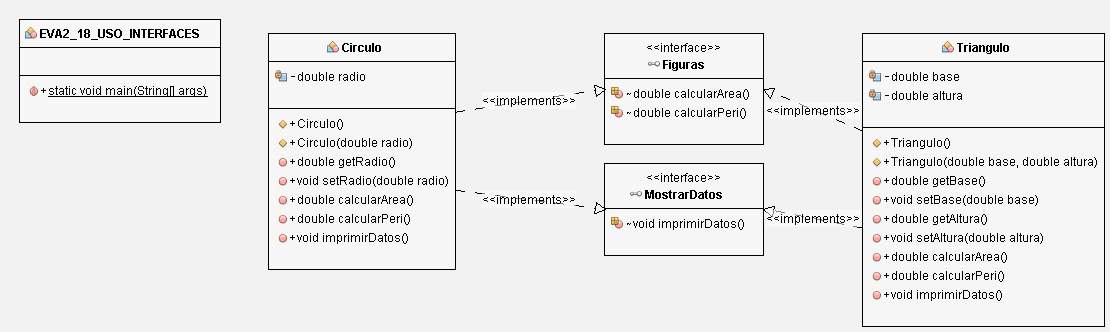 EVA2_18_USO_INTERFACES
+ static void main(String[] args)
Circulo
- double radio
+ Circulo()
+ Circulo(double radio)
+ double getRadio()
+ void setRadio(double radio)
+ double calcularArea()
+ double calcularPeri()
+ void imprimirDatos()
<<implements>>
<<implements>>
<<interface>>
Figuras
~ double calcularArea()
~ double calcularPeri()
<<interface>>
MostrarDatos
~ void imprimirDatos()
<<implements>>
<<implements>>
Triangulo
- double base
- double altura
+ Triangulo()
+ Triangulo(double base, double altura)
+ double getBase()
+ void setBase(double base)
+ double getAltura()
+ void setAltura(double altura)
+ double calcularArea()
+ double calcularPeri()
+ void imprimirDatos()